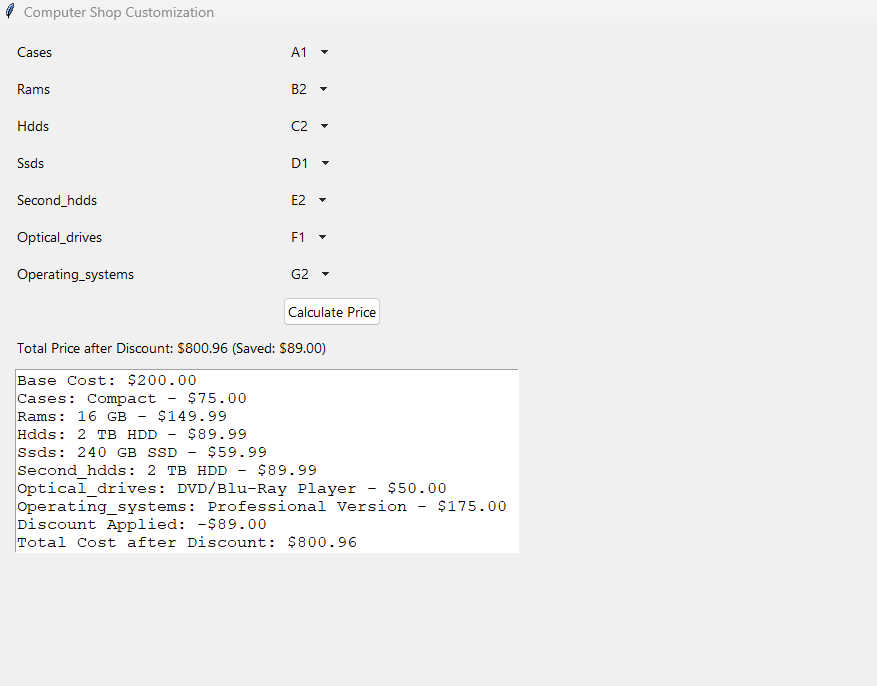 Computer Shop Customization
Cases A1
Rams B2
Hdds C2
Ssds D1
Second_hdds E2
Optical_drives F1
Operating_systems G2
Calculate Price
Total Price after Discount: $800.96 (Saved: $89.00)
Base Cost: $200.00
Cases: Compact - $75.00
Rams: 16 GB - $149.99
Hdds: 2 TB HDD - $89.99
Ssds: 240 GB SSD - $59.99
Second_hdds: 2 TB HDD - $89.99
Optical_drives: DVD/Blu-Ray Player - $50.00
Operating_systems: Professional Version - $175.00
Discount Applied: -$89.00
Total Cost after Discount: $800.96